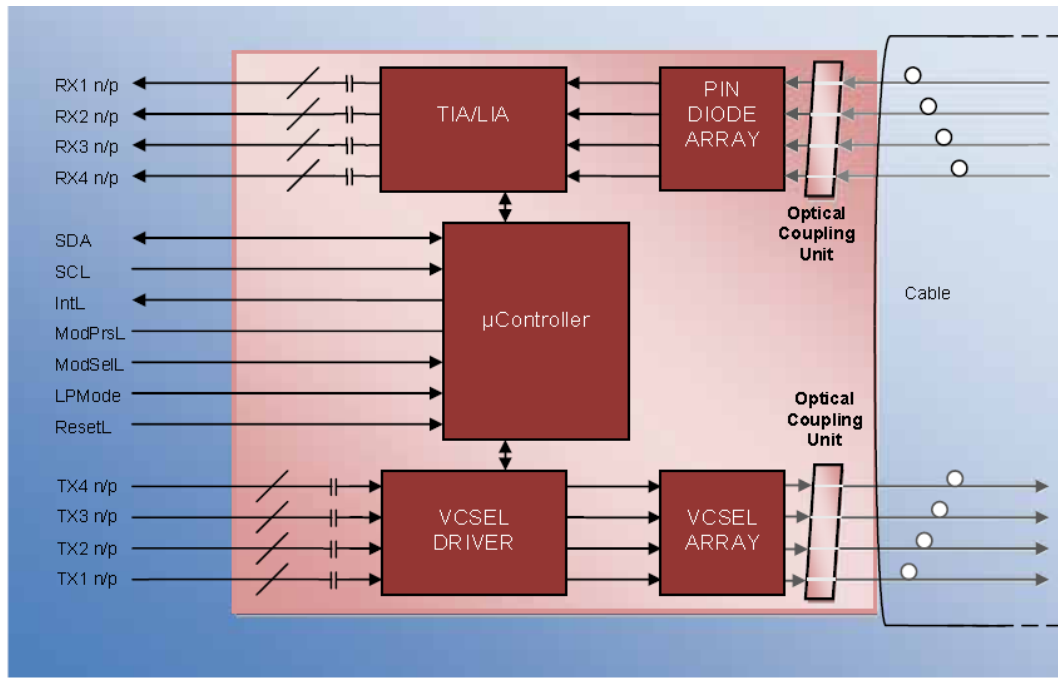 RX1 n/p
RX2 n/p
RX3 n/p
RX4 n/p
TIA/LIA
PIN
DIODE
ARRAY
Optical
Coupling
Unit
SDA
SCL
IntL
ModPrsL
ModSelL
LPMode
ResetL
µController
Cable
Optical
Coupling
Unit
TX4 n/p
TX3 n/p
TX2 n/p
TX1 n/p
VCSEL
DRIVER
VCSEL
ARRAY